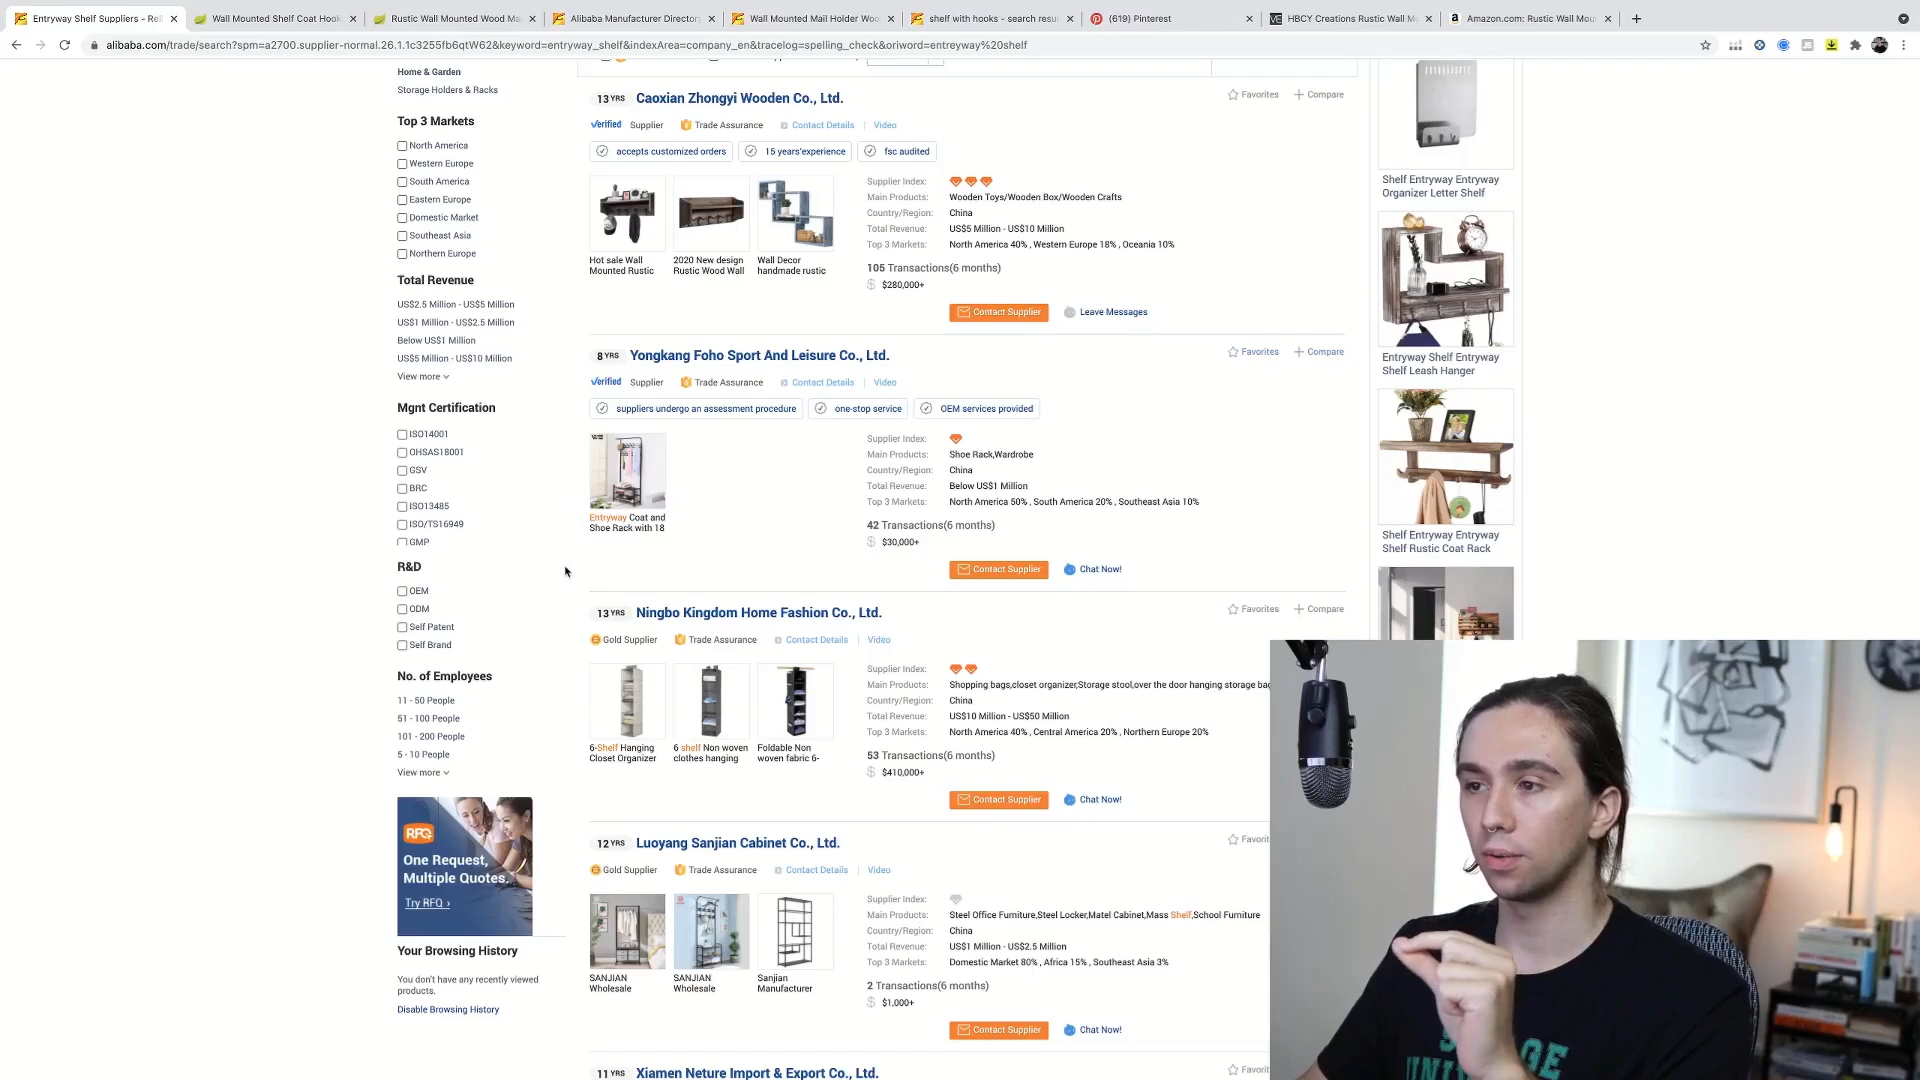 Entryway Shelf Suppliers - Reli
Wall Mounted Shelf Coat Hook
Rustic Wall Mounted Wood Ma
Alibaba Manufacturer Director
Wall Mounted Mail Holder Woo
shelf with hooks - search resu
(619) Pinterest
HBCY Creations Rustic Wall M
Amazon.com: Rustic Wall Mou
alibaba.com/trade/search?spm=a2700.supplier-normal.26.1.1c3255fb6qtW62&keyword=entryway_shelf&indexArea=company_en&tracelog=spelling_check&oriword=entreyway%20shelf
Home & Garden
Storage Holders & Racks
Top 3 Markets
North America
Western Europe
South America
Eastern Europe
Domestic Market
Southeast Asia
Northern Europe
Total Revenue
US$2.5 Million - US$5 Million
US$1 Million - US$2.5 Million
Below US$1 Million
US$5 Million - US$10 Million
View more
Mgnt Certification
ISO14001
OHSAS18001
GSV
BRC
ISO13485
ISO/TS16949
GMP
R&D
OEM
ODM
Self Patent
Self Brand
No. of Employees
11 - 50 People
51 - 100 People
101 - 200 People
5 - 10 People
View more
RFQ
One Request,
Multiple Quotes.
Try RFQ ›
Your Browsing History
You don't have any recently viewed
products.
Disable Browsing History
13 YRS Caoxian Zhongyi Wooden Co., Ltd.
Favorites Compare
Verified Supplier Trade Assurance Contact Details Video
accepts customized orders 15 years'experience fsc audited
Hot sale Wall
Mounted Rustic
2020 New design
Rustic Wood Wall
Wall Decor
handmade rustic
Supplier Index:
Main Products: Wooden Toys/Wooden Box/Wooden Crafts
Country/Region: China
Total Revenue: US$5 Million - US$10 Million
Top 3 Markets: North America 40% , Western Europe 18% , Oceania 10%
105 Transactions(6 months)
$280,000+
Contact Supplier Leave Messages
8 YRS Yongkang Foho Sport And Leisure Co., Ltd.
Favorites Compare
Verified Supplier Trade Assurance Contact Details Video
suppliers undergo an assessment procedure one-stop service OEM services provided
Entryway Coat and
Shoe Rack with 18
Supplier Index:
Main Products: Shoe Rack,Wardrobe
Country/Region: China
Total Revenue: Below US$1 Million
Top 3 Markets: North America 50% , South America 20% , Southeast Asia 10%
42 Transactions(6 months)
$30,000+
Contact Supplier Chat Now!
13 YRS Ningbo Kingdom Home Fashion Co., Ltd.
Favorites Compare
Gold Supplier Trade Assurance Contact Details Video
6-Shelf Hanging
Closet Organizer
6 shelf Non woven
clothes hanging
Foldable Non
woven fabric 6-
Supplier Index:
Main Products: Shopping bags,closet organizer,Storage stool,over the door hanging storage bag
Country/Region: China
Total Revenue: US$10 Million - US$50 Million
Top 3 Markets: North America 40% , Central America 20% , Northern Europe 20%
53 Transactions(6 months)
$410,000+
Contact Supplier Chat Now!
12 YRS Luoyang Sanjian Cabinet Co., Ltd.
Favorit
Gold Supplier Trade Assurance Contact Details Video
SANJIAN
Wholesale
SANJIAN
Wholesale
Sanjian
Manufacturer
Supplier Index:
Main Products: Steel Office Furniture,Steel Locker,Matel Cabinet,Mass Shelf,School Furniture
Country/Region: China
Total Revenue: US$1 Million - US$2.5 Million
Top 3 Markets: Domestic Market 80% , Africa 15% , Southeast Asia 3%
2 Transactions(6 months)
$1,000+
Contact Supplier Chat Now!
11 YRS Xiamen Neture Import & Export Co., Ltd.
Favorit
Shelf Entryway Entryway
Organizer Letter Shelf
Entryway Shelf Entryway
Shelf Leash Hanger
Shelf Entryway Entryway
Shelf Rustic Coat Rack